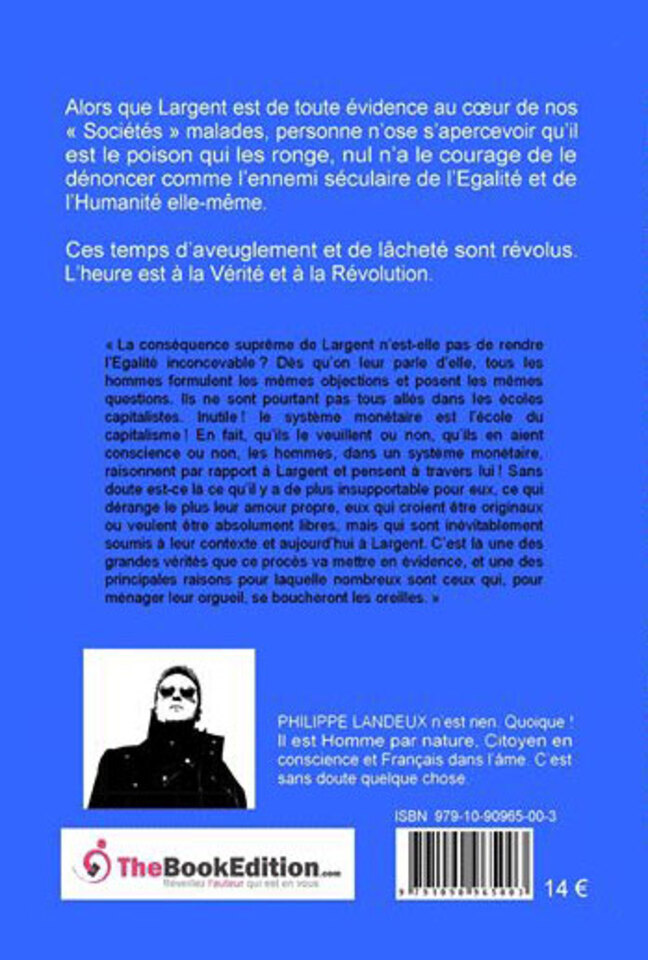 Alors que Largent est de toute évidence au cœur de nos
« Sociétés » malades, personne n'ose s'apercevoir qu'il
est le poison qui les ronge, nul n'a le courage de le
dénoncer comme l'ennemi séculaire de l'Egalité et de
l'Humanité elle-même.
Ces temps d'aveuglement et de lâcheté sont révolus.
L'heure est à la Vérité et à la Révolution.
« La conséquence suprême de Largent n'est-elle pas de rendre
l'Egalité inconcevable ? Dès qu'on leur parle d'elle, tous les
hommes formulent les mêmes objections et posent les mêmes
questions. Ils ne sont pourtant pas tous allés dans les écoles
capitalistes. Inutile ! le système monétaire est l'école du
capitalisme ! En fait, qu'ils le veuillent ou non, qu'ils en aient
conscience ou non, les hommes, dans un système monétaire,
raisonnent par rapport à Largent et pensent à travers lui ! Sans
doute est-ce là ce qu'il y a de plus insupportable pour eux, ce qui
dérange le plus leur amour propre, eux qui croient être originaux
ou veulent être absolument libres, mais qui sont inévitablement
soumis à leur contexte et aujourd'hui à Largent. C'est là une des
grandes vérités que ce procès va mettre en évidence, et une des
principales raisons pour laquelle nombreux sont ceux qui, pour
ménager leur orgueil, se boucheront les oreilles. »
PHILIPPE LANDEUX n'est rien. Quoique !
Il est Homme par nature, Citoyen en
conscience et Français dans l'âme. C'est
sans doute quelque chose.
ISBN 979-10-90965-00-3
TheBookEdition.com
Réveillez l'auteur qui est en vous
9 791090 965003
14 €